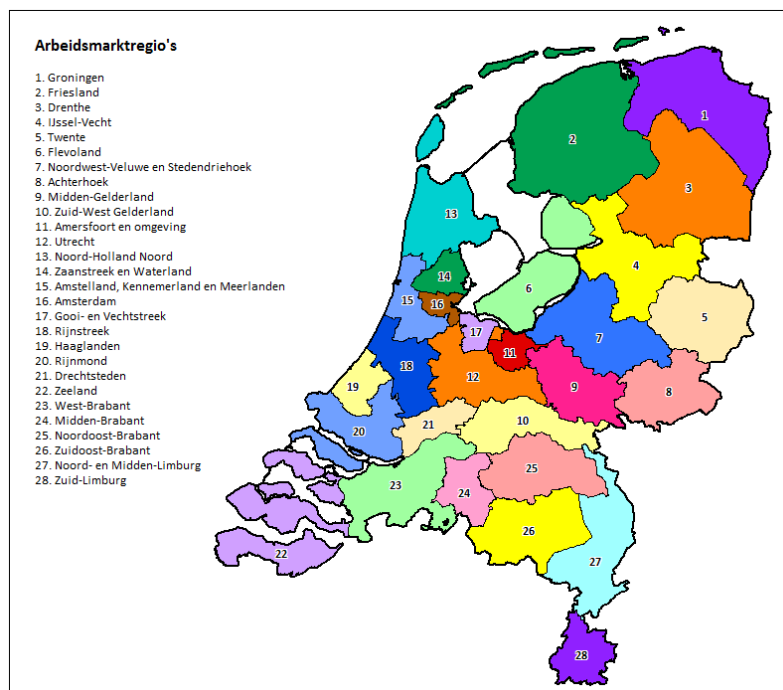 Arbeidsmarktregio's
1. Groningen
2. Friesland
3. Drenthe
4. IJssel-Vecht
5. Twente
6. Flevoland
7. Noordwest-Veluwe en Stedendriehoek
8. Achterhoek
9. Midden-Gelderland
10. Zuid-West Gelderland
11. Amersfoort en omgeving
12. Utrecht
13. Noord-Holland Noord
14. Zaanstreek en Waterland
15. Amstelland, Kennemerland en Meerlanden
16. Amsterdam
17. Gooi- en Vechtstreek
18. Rijnstreek
19. Haaglanden
20. Rijnmond
21. Drechtsteden
22. Zeeland
23. West-Brabant
24. Midden-Brabant
25. Noordoost-Brabant
26. Zuidoost-Brabant
27. Noord- en Midden-Limburg
28. Zuid-Limburg
1
2
3
13
4
14
6
15
16
5
17
7
11
18
12
19
9
8
10
21
20
25
23
24
26
22
27
28